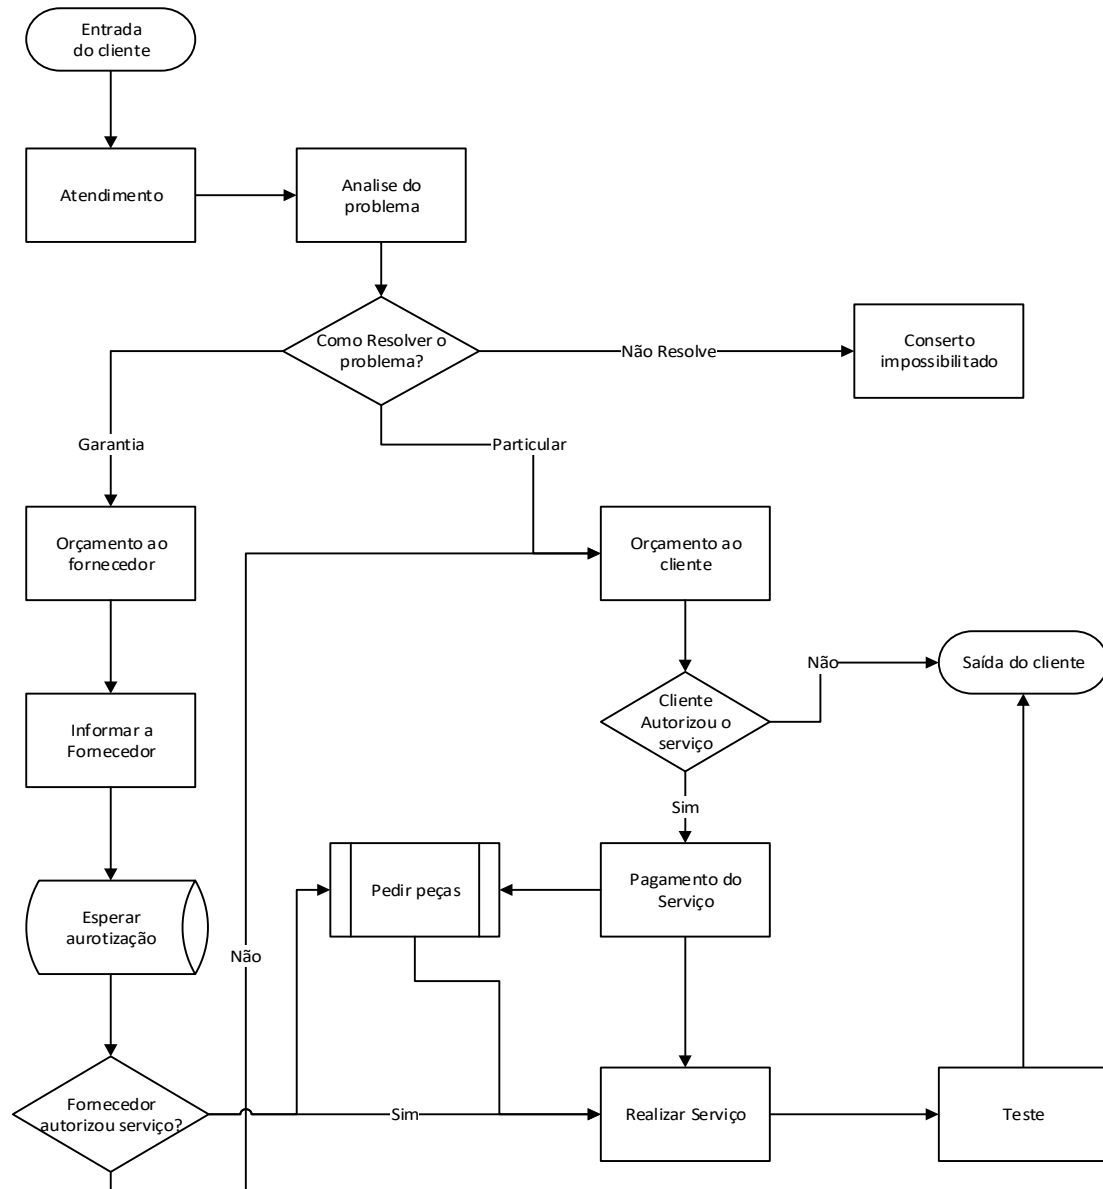 Entrada
do cliente
Atendimento
Analise do
problema
Como Resolver o
problema?
Não Resolve
Conserto
impossibilitado
Garantia
Particular
Orçamento ao
fornecedor
Orçamento ao
cliente
Não
Saída do cliente
Informar a
Fornecedor
Cliente
Autorizou o
serviço
Sim
Pedir peças
Pagamento do
Serviço
Esperar
aurotização
Não
Fornecedor
autorizou serviço?
Sim
Realizar Serviço
Teste